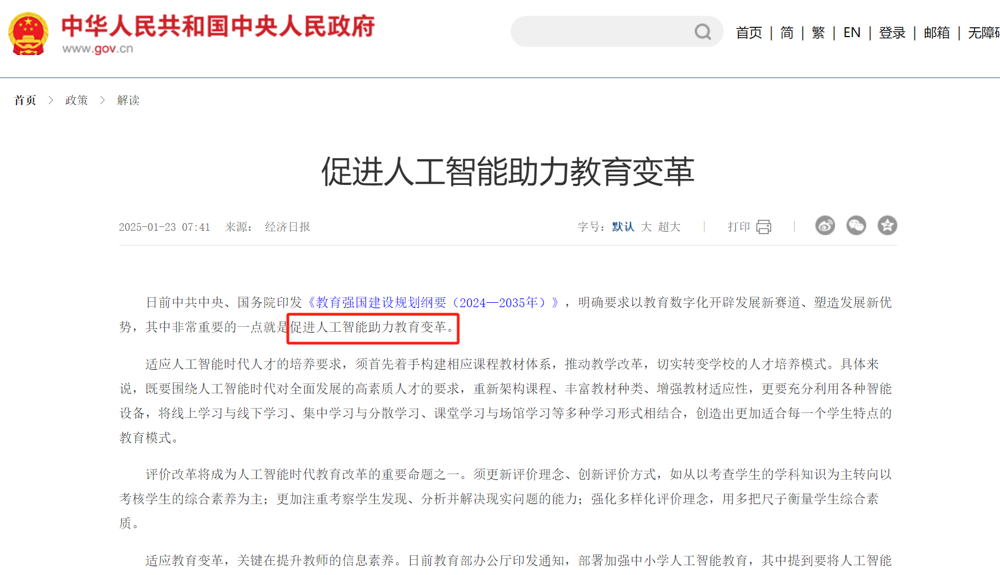 中华人民共和国中央人民政府
www.gov.cn
首页 | 简 | 繁 | EN | 登录 | 邮箱 | 无障碍
首页 > 政策 > 解读
促进人工智能助力教育变革
2025-01-23 07:41 来源： 经济日报
字号：默认 大 超大 | 打印 |
日前中共中央、国务院印发《教育强国建设规划纲要（2024—2035年）》，明确要求以教育数字化开辟发展新赛道、塑造发展新优
势，其中非常重要的一点就是促进人工智能助力教育变革。
适应人工智能时代人才的培养要求，须首先着手构建相应课程教材体系，推动教学改革，切实转变学校的人才培养模式。具体来
说，既要围绕人工智能时代对全面发展的高素质人才的要求，重新架构课程、丰富教材种类、增强教材适应性，更要充分利用各种智能
设备，将线上学习与线下学习、集中学习与分散学习、课堂学习与场馆学习等多种学习形式相结合，创造出更加适合每一个学生特点的
教育模式。
评价改革将成为人工智能时代教育改革的重要命题之一。须更新评价理念、创新评价方式，如从以考查学生的学科知识为主转向以
考核学生的综合素养为主；更加注重考察学生发现、分析并解决现实问题的能力；强化多样化评价理念，用多把尺子衡量学生综合素
质。
适应教育变革，关键在提升教师的信息素养。日前教育部办公厅印发通知，部署加强中小学人工智能教育，其中提到要将人工智能